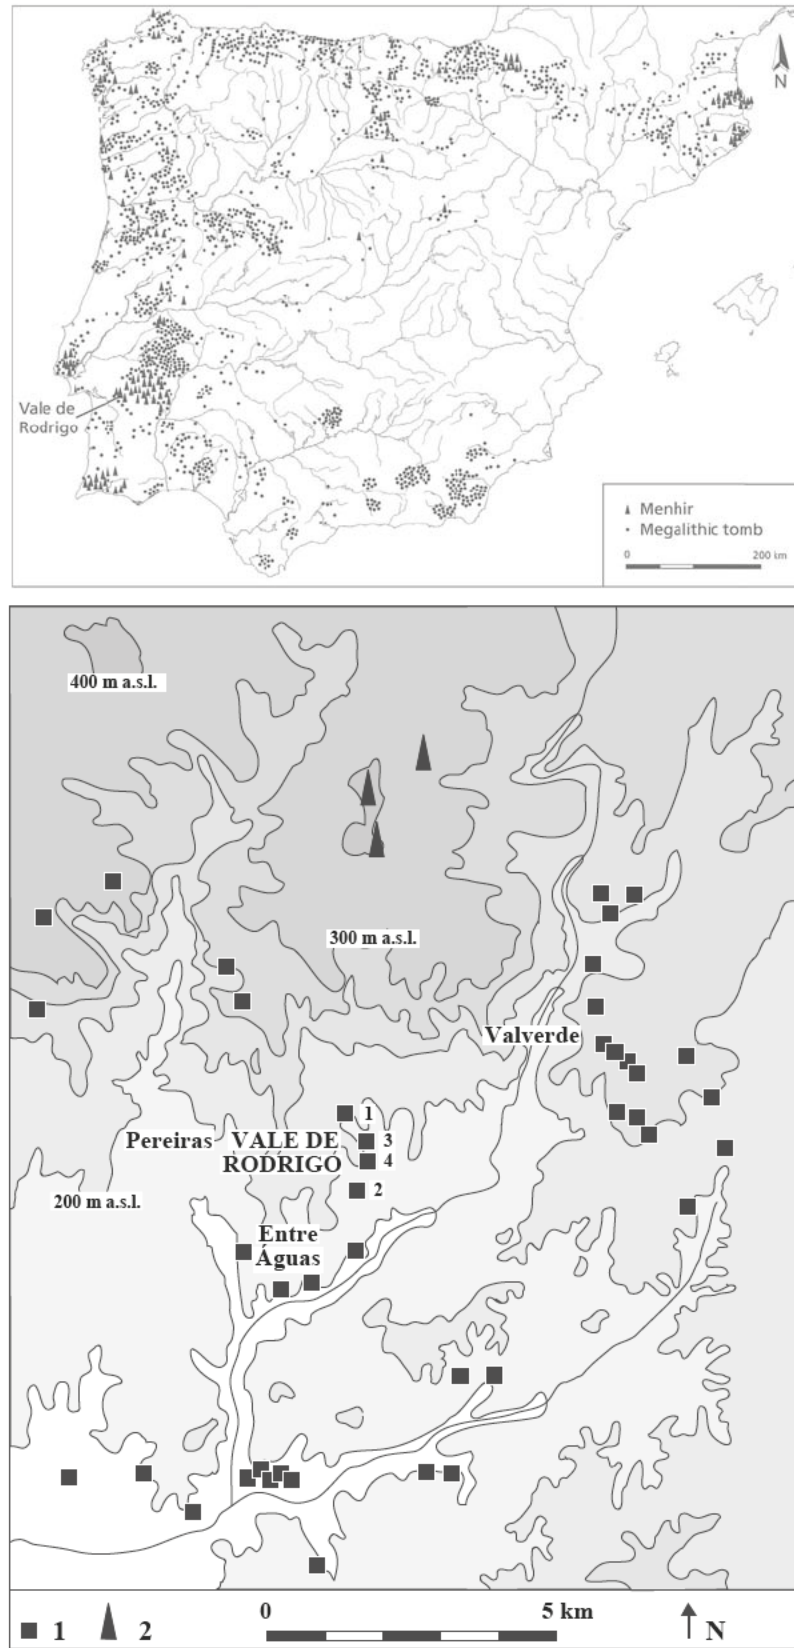 N
Vale de
Rodrigo
Menhir
Megalithic tomb
0 200 km
400 m a.s.l.
300 m a.s.l.
Valverde
1
Pereiras VALE DE 3
RODRIGO 4
2
200 m a.s.l.
Entre
Águas
0 5 km
1 2 N